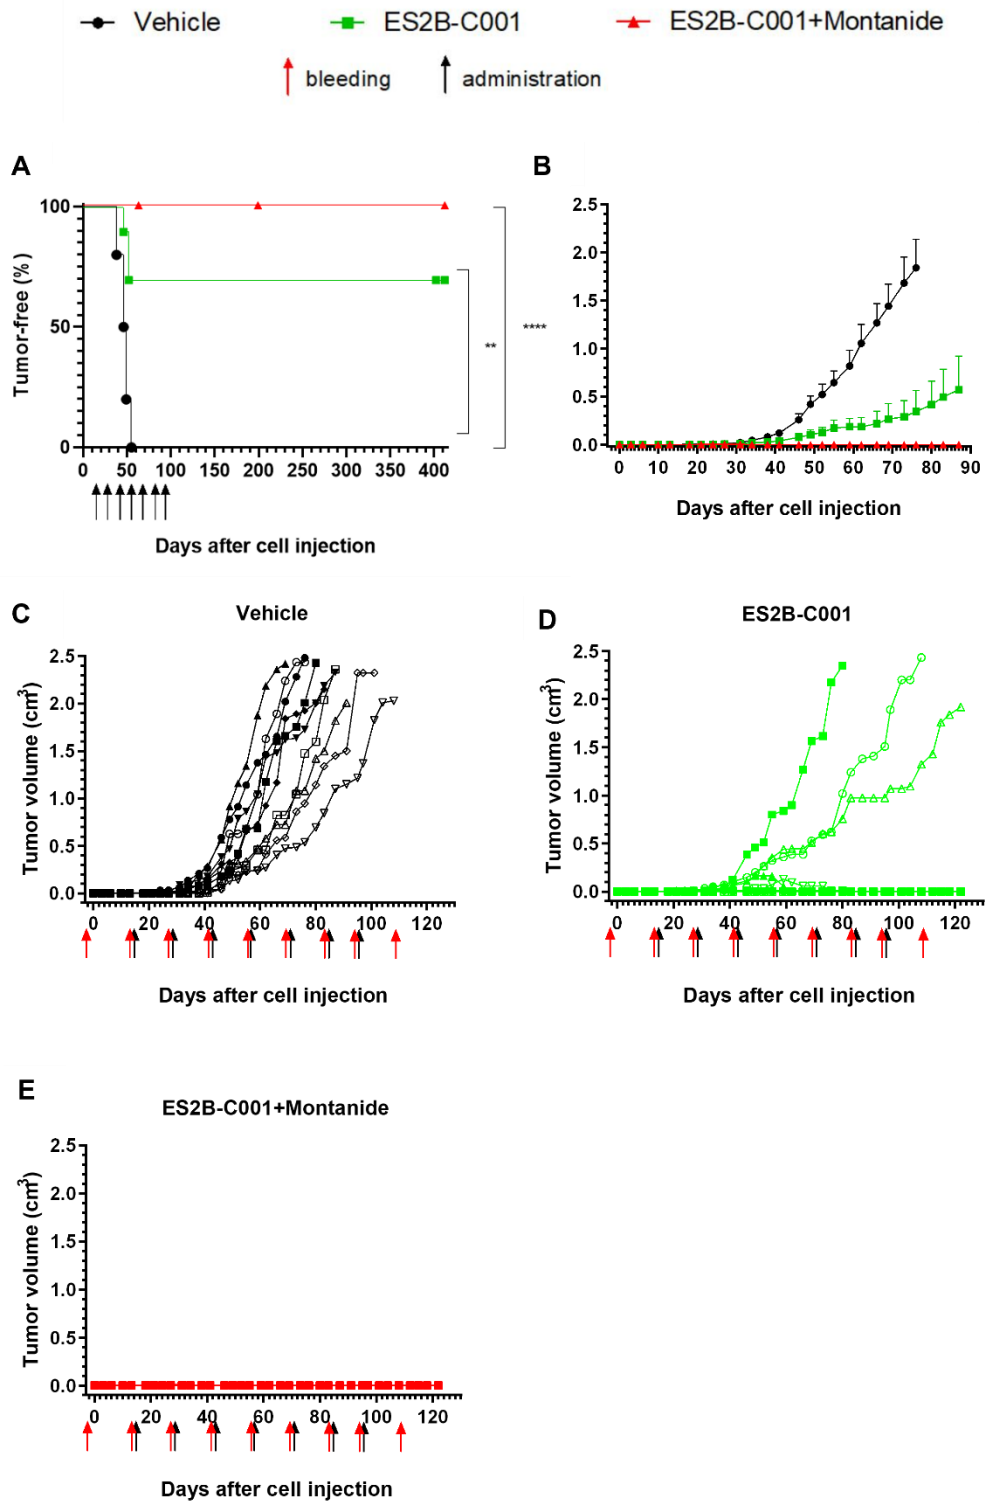 Vehicle ES2B-C001 ES2B-C001+Montanide
bleeding administration
A
Tumor-free (%)
100
50
0
0 50 100 150 200 250 300 350 400
**
****
Days after cell injection
B
2.5
2.0
1.5
1.0
0.5
0.0
0 10 20 30 40 50 60 70 80 90
Days after cell injection
C
Vehicle
Tumor volume (cm3)
2.5
2.0
1.5
1.0
0.5
0.0
0 20 40 60 80 100 120
Days after cell injection
D
ES2B-C001
Tumor volume (cm3)
2.5
2.0
1.5
1.0
0.5
0.0
0 20 40 60 80 100 120
Days after cell injection
E
ES2B-C001+Montanide
Tumor volume (cm3)
2.5
2.0
1.5
1.0
0.5
0.0
0 20 40 60 80 100 120
Days after cell injection